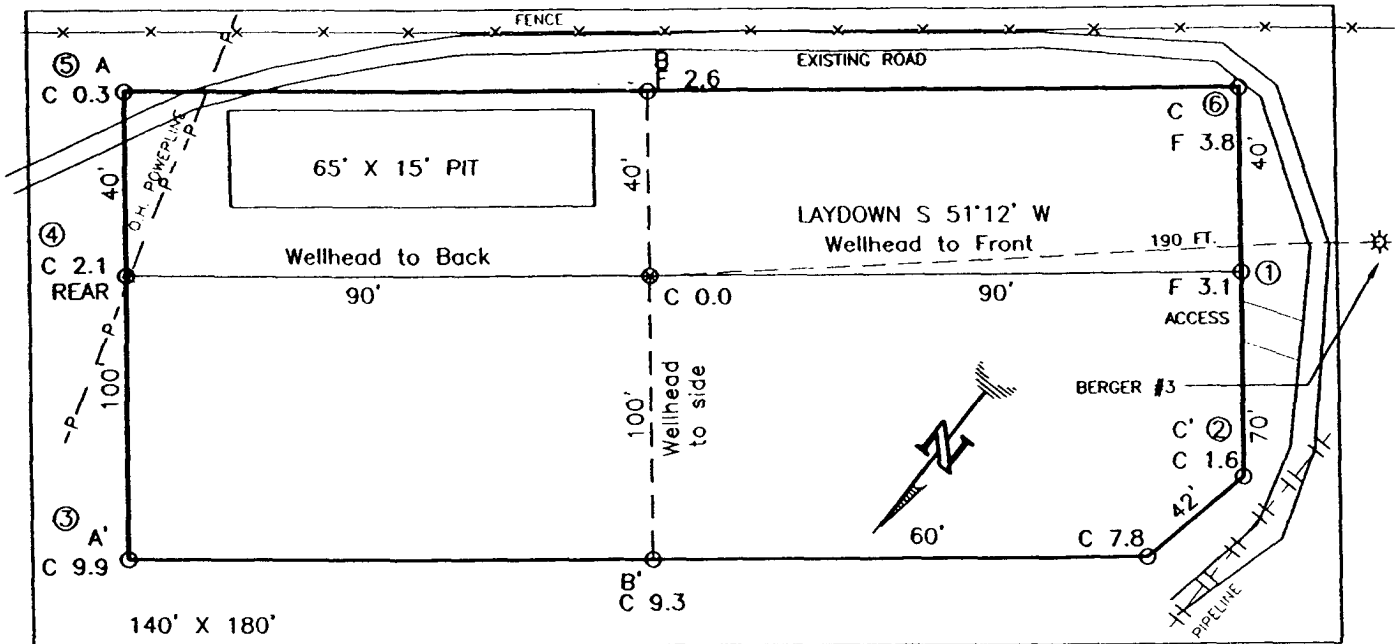 FENCE
⑤ A
C 0.3
B
F 2.6
EXISTING ROAD
C ⑥
F 3.8
40'
40'
40'
O.H. POWERLINE
P
P
65' X 15' PIT
LAYDOWN S 51°12' W
Wellhead to Front
190 FT.
④
C 2.1
REAR
Wellhead to Back
90'
C 0.0
90'
①
F 3.1
ACCESS
P
100'
P
100'
Wellhead
to side
BERGER #3
N
C' ②
C 1.6
70'
42'
③
A'
C 9.9
60'
C 7.8
B'
C 9.3
140' X 180'
PIPELINE